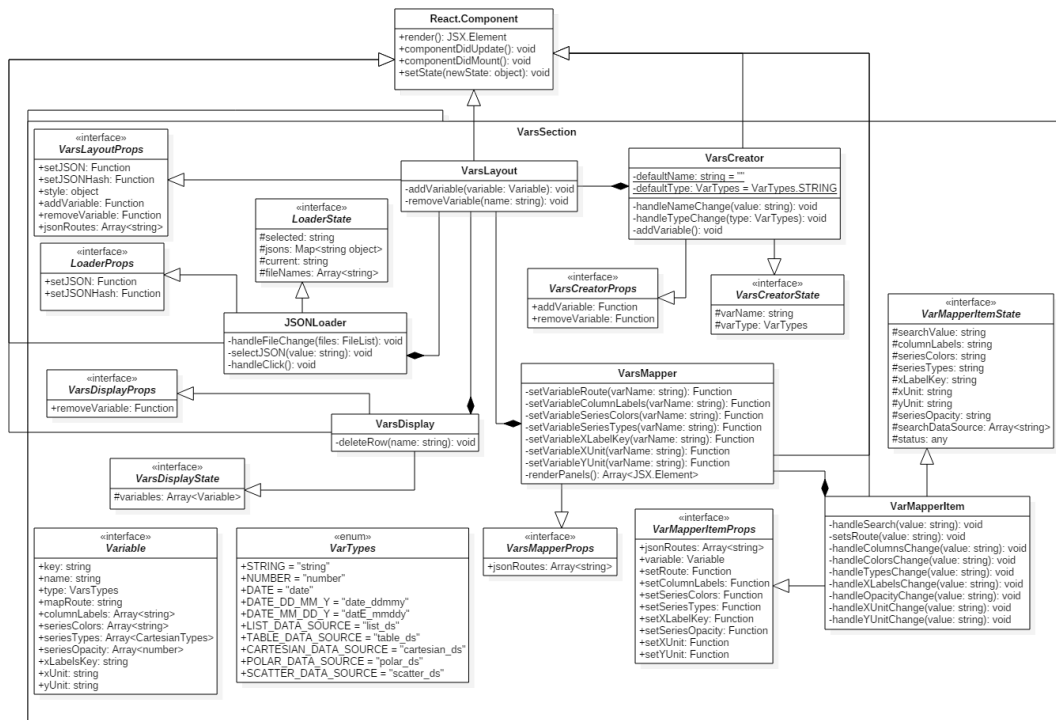 React.Component
+render(): JSX.Element
+componentDidUpdate(): void
+componentDidMount(): void
+setState(newState: object): void
VarsSection
«interface»
VarsLayoutProps
+setJSON: Function
+setJSONHash: Function
+style: object
+addVariable: Function
+removeVariable: Function
+jsonRoutes: Array<string>
VarsLayout
-addVariable(variable: Variable): void
-removeVariable(name: string): void
VarsCreator
-defaultName: string = ""
-defaultType: VarTypes = VarTypes.STRING
-handleNameChange(value: string): void
-handleTypeChange(type: VarTypes): void
-addVariable(): void
«interface»
LoaderState
#selected: string
#jsons: Map<string object>
#current: string
#fileNames: Array<string>
«interface»
LoaderProps
+setJSON: Function
+setJSONHash: Function
«interface»
VarsCreatorProps
+addVariable: Function
+removeVariable: Function
«interface»
VarsCreatorState
#varName: string
#varType: VarTypes
«interface»
VarMapperItemState
#searchValue: string
#columnLabels: string
#seriesColors: string
#seriesTypes: string
#xLabelKey: string
#xUnit: string
#yUnit: string
#seriesOpacity: string
#searchDataSource: Array<string>
#status: any
JSONLoader
-handleFileChange(files: FileList): void
-selectJSON(value: string): void
-handleClick(): void
«interface»
VarsDisplayProps
+removeVariable: Function
VarsMapper
-setVariableRoute(varName: string): Function
-setVariableColumnLabels(varName: string): Function
-setVariableSeriesColors(varName: string): Function
-setVariableSeriesTypes(varName: string): Function
-setVariableXLabelKey(varName: string): Function
-setVariableXUnit(varName: string): Function
-setVariableYUnit(varName: string): Function
-renderPanels(): Array<JSX.Element>
VarsDisplay
-deleteRow(name: string): void
«interface»
VarsDisplayState
#variables: Array<Variable>
VarMapperItem
-handleSearch(value: string): void
-setsRoute(value: string): void
-handleColumnsChange(value: string): void
-handleColorsChange(value: string): void
-handleTypesChange(value: string): void
-handleXLabelsChange(value: string): void
-handleOpacityChange(value: string): void
-handleXUnitChange(value: string): void
-handleYUnitChange(value: string): void
«interface»
VarMapperItemProps
+jsonRoutes: Array<string>
+variable: Variable
+setRoute: Function
+setColumnLabels: Function
+setSeriesColors: Function
+setSeriesTypes: Function
+setXLabelKey: Function
+setSeriesOpacity: Function
+setXUnit: Function
+setYUnit: Function
«interface»
Variable
+key: string
+name: string
+type: VarsTypes
+mapRoute: string
+columnLabels: Array<string>
+seriesColors: Array<string>
+seriesTypes: Array<CartesianTypes>
+seriesOpacity: Array<number>
+xLabelsKey: string
+xUnit: string
+yUnit: string
«enum»
VarTypes
+STRING = "string"
+NUMBER = "number"
+DATE = "date"
+DATE_DD_MM_Y = "date_ddmmy"
+DATE_MM_DD_Y = "datE_mmddy"
+LIST_DATA_SOURCE = "list_ds"
+TABLE_DATA_SOURCE = "table_ds"
+CARTESIAN_DATA_SOURCE = "cartesian_ds"
+POLAR_DATA_SOURCE = "polar_ds"
+SCATTER_DATA_SOURCE = "scatter_ds"
«interface»
VarsMapperProps
+jsonRoutes: Array<string>